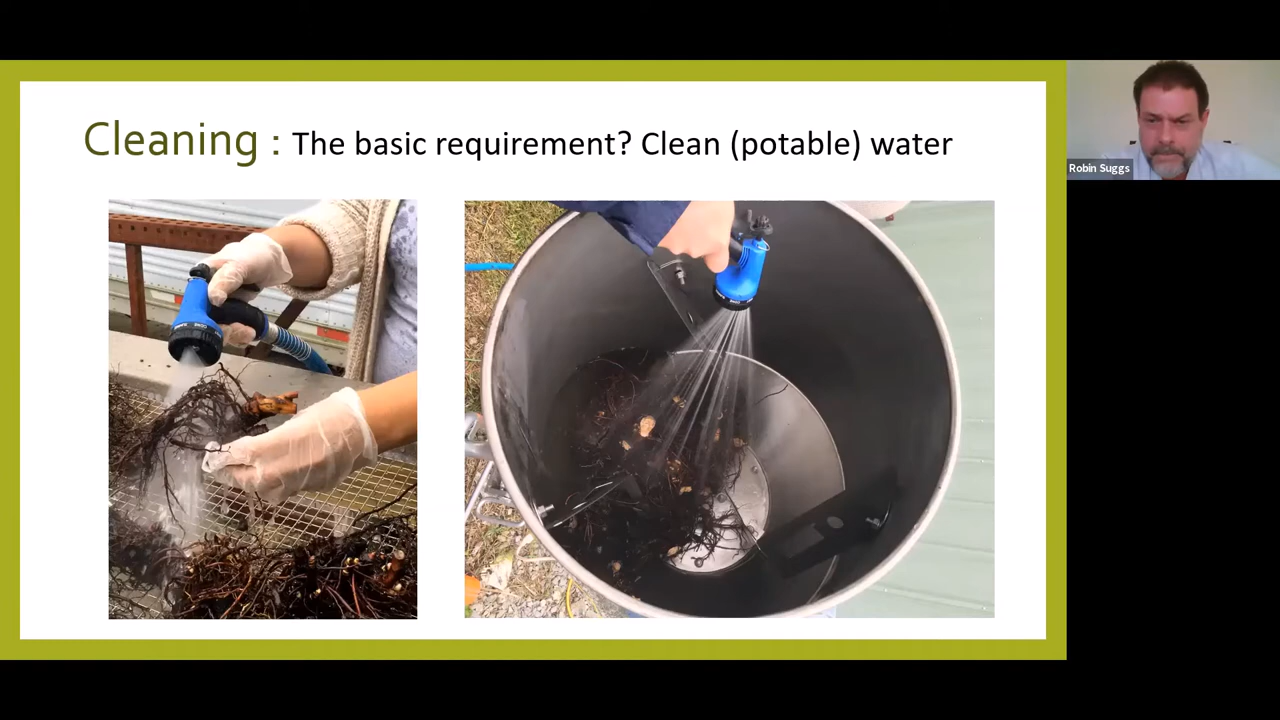 Cleaning : The basic requirement? Clean (potable) water
Robin Suggs